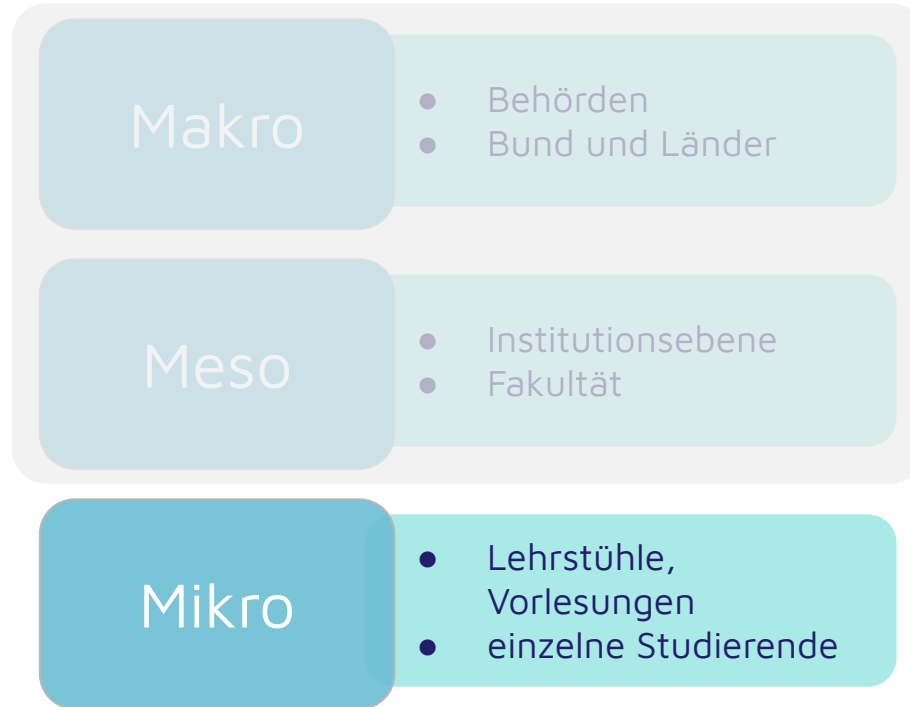 Makro
● Behörden
● Bund und Länder
Meso
● Institutionsebene
● Fakultät
Mikro
● Lehrstühle,
Vorlesungen
● einzelne Studierende